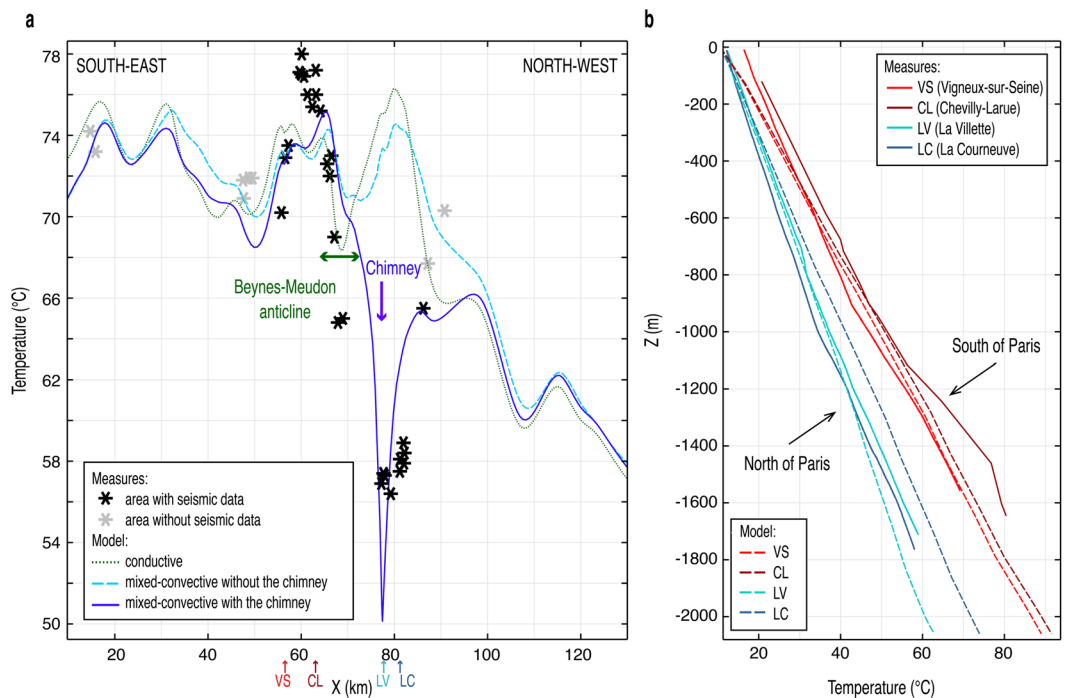 a
78
74
70
66
62
58
54
50
Temperature (°C)
SOUTH-EAST
NORTH-WEST
Beynes-Meudon
anticline
Chimney
Measures:
area with seismic data
area without seismic data
Model:
conductive
mixed-convective without the chimney
mixed-convective with the chimney
20
40
60
80
100
120
VS
CL
X (km)
LV
LC
b
0
-200
-400
-600
-800
-1000
-1200
-1400
-1600
-1800
-2000
Z (m)
Measures:
VS (Vigneux-sur-Seine)
CL (Chevilly-Larue)
LV (La Villette)
LC (La Courneuve)
South of Paris
North of Paris
Model:
VS
CL
LV
LC
20
40
60
80
Temperature (°C)